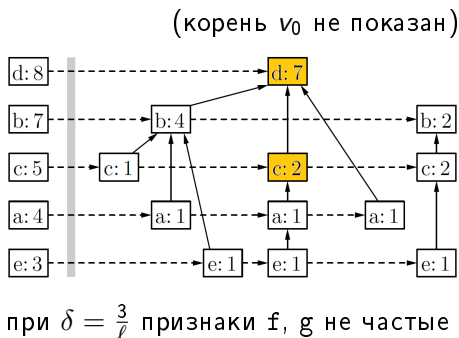 (корень v₀ не показан)
d: 8 d: 7
b: 7 b: 4 b: 2
c: 5 c: 1 c: 2 c: 2
a: 4 a: 1 a: 1 a: 1
e: 3 e: 1 e: 1 e: 1
при δ = 3/ℓ признаки f, g не частые